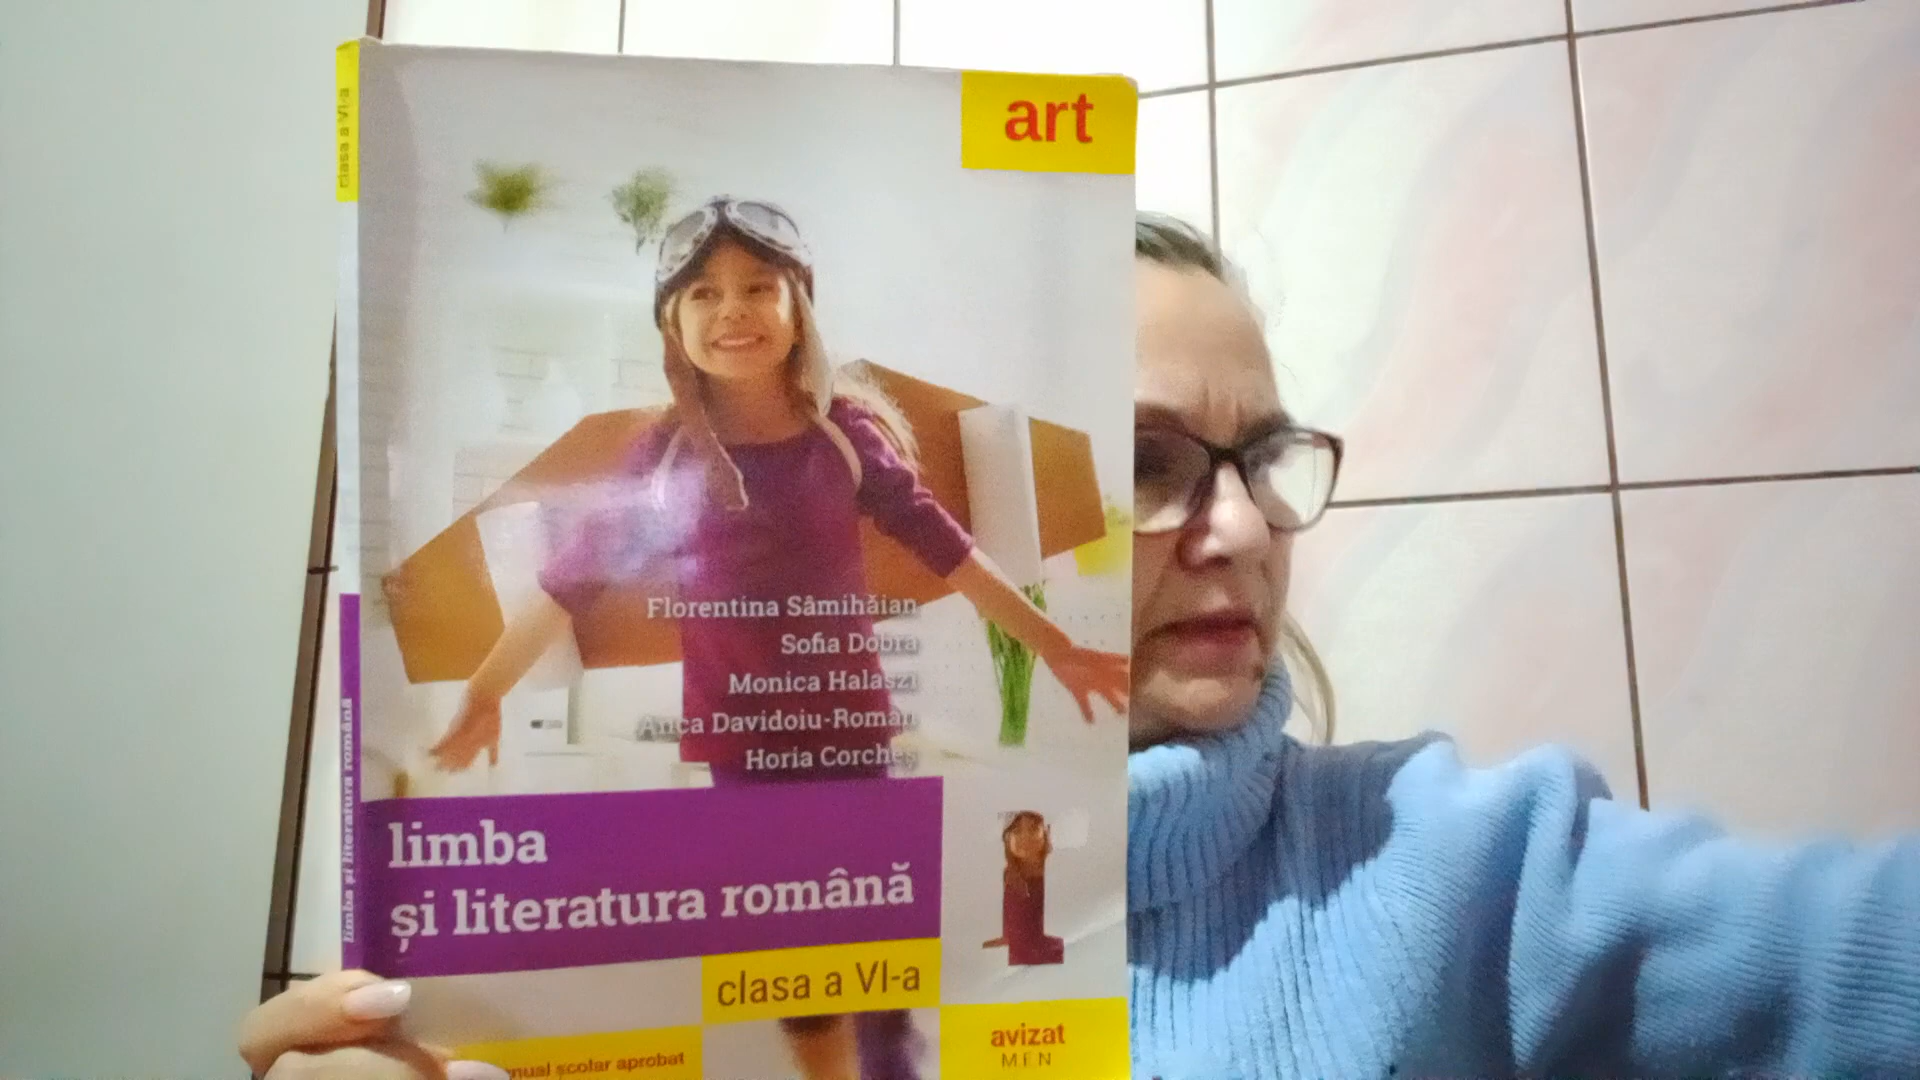 clasa a VI-a
art
Florentina Sâmihăian
Sofia Dobra
Monica Halaszi
Anca Davidoiu-Roman
Horia Corcheș
limba și literatura română
limba
și literatura română
clasa a VI-a
școlar aprobat
avizat
MEN